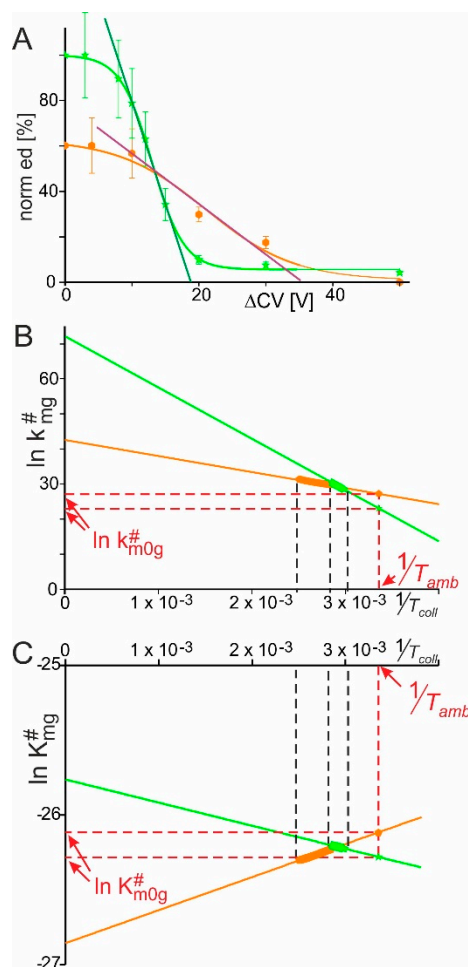 A
80
40
0
norm ed [%]
0
20
40
ΔCV [V]
B
60
30
0
ln k#mg
ln k#m0g
1/Tamb
0
1 x 10-3
2 x 10-3
3 x 10-3
1/Tcoll
C
0
1 x 10-3
2 x 10-3
3 x 10-3
1/Tcoll
-25
1/Tamb
ln K#mg
-26
ln K#m0g
-27